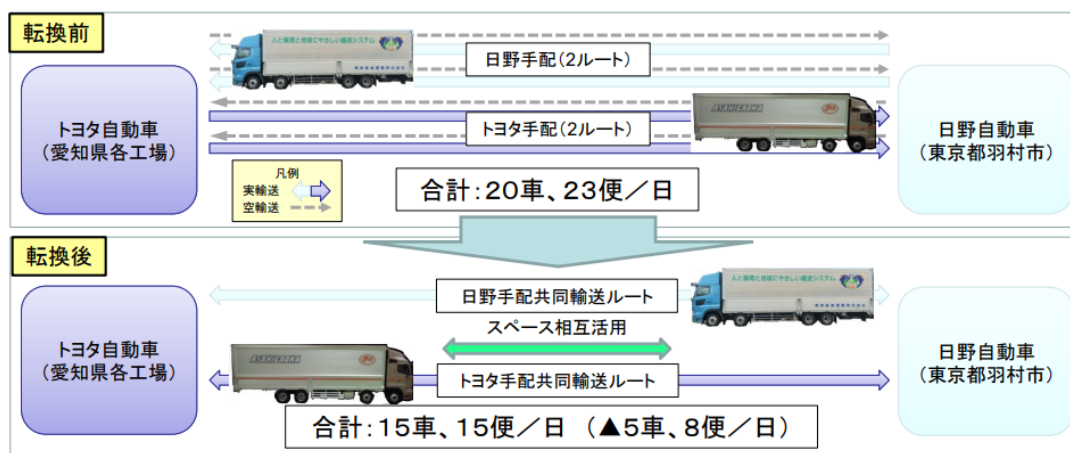 転換前
人と環境と地球にやさしい輸送システム
日野手配(2ルート)
ASAHIZAOKA
トヨタ自動車
(愛知県各工場)
トヨタ手配(2ルート)
日野自動車
(東京都羽村市)
凡例
実輸送
空輸送
合計:20車、23便/日
転換後
日野手配共同輸送ルート
人と環境と地球にやさしい輸送システム
スペース相互活用
トヨタ自動車
(愛知県各工場)
ASAHIZAOKA
日野自動車
(東京都羽村市)
トヨタ手配共同輸送ルート
合計:15車、15便/日 (▲5車、8便/日)